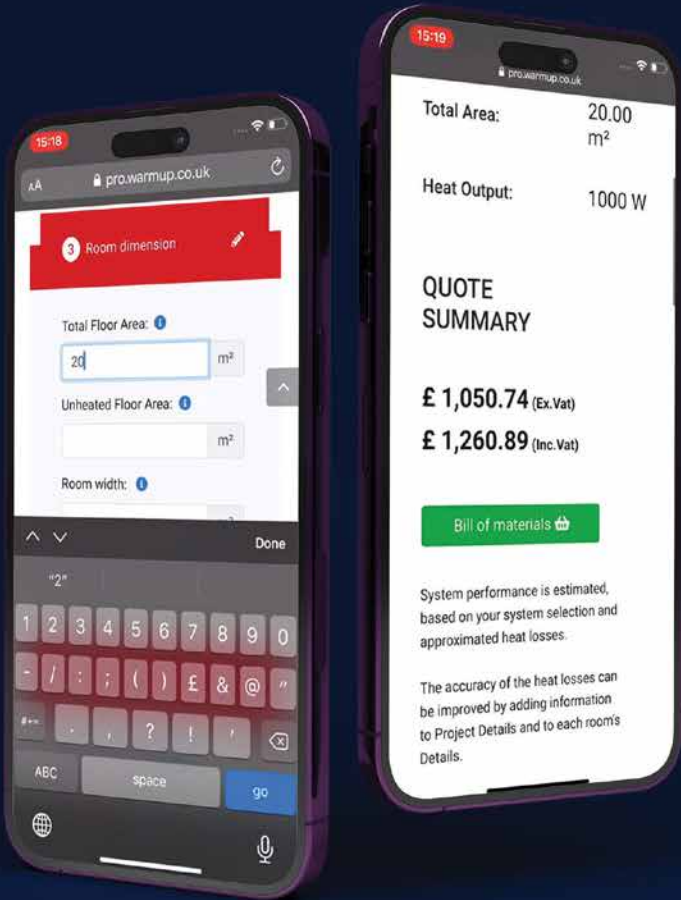 15:18
AA pro.warmup.co.uk
3 Room dimension
Total Floor Area:
20 m²
Unheated Floor Area:
m²
Room width:
Done
"2"
1 2 3 4 5 6 7 8 9 0
- / : ; ( ) £ & @ "
#+= . , ? ! '
ABC space go
15:19
pro.warmup.co.uk
Total Area: 20.00
m²
Heat Output: 1000 W
QUOTE
SUMMARY
£ 1,050.74 (Ex.Vat)
£ 1,260.89 (Inc.Vat)
Bill of materials
System performance is estimated,
based on your system selection and
approximated heat losses.
The accuracy of the heat losses can
be improved by adding information
to Project Details and to each room's
Details.